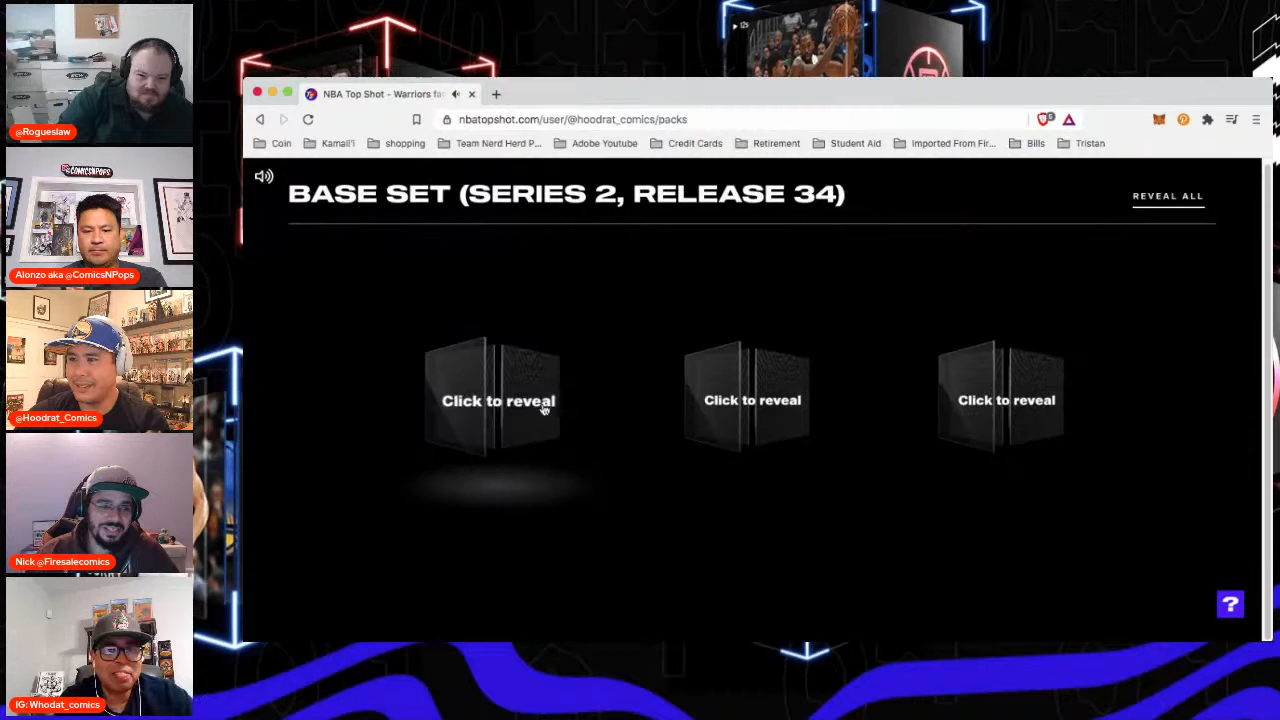 @Rogueslaw
@COMICSNPOPS
Alonzo aka @ComicsNPops
@Hoodrat_Comics
Nick @Firesalecomics
IG: Whodat_comics
12s
NBA Top Shot - Warriors fa
nbatopshot.com/user/@hoodrat_comics/packs
Coin
Kamali'i
shopping
Team Nerd Herd P...
Adobe Youtube
Credit Cards
Retirement
Student Aid
Imported From Fir...
Bills
Tristan
BASE SET (SERIES 2, RELEASE 34)
REVEAL ALL
Click to reveal
Click to reveal
Click to reveal
?